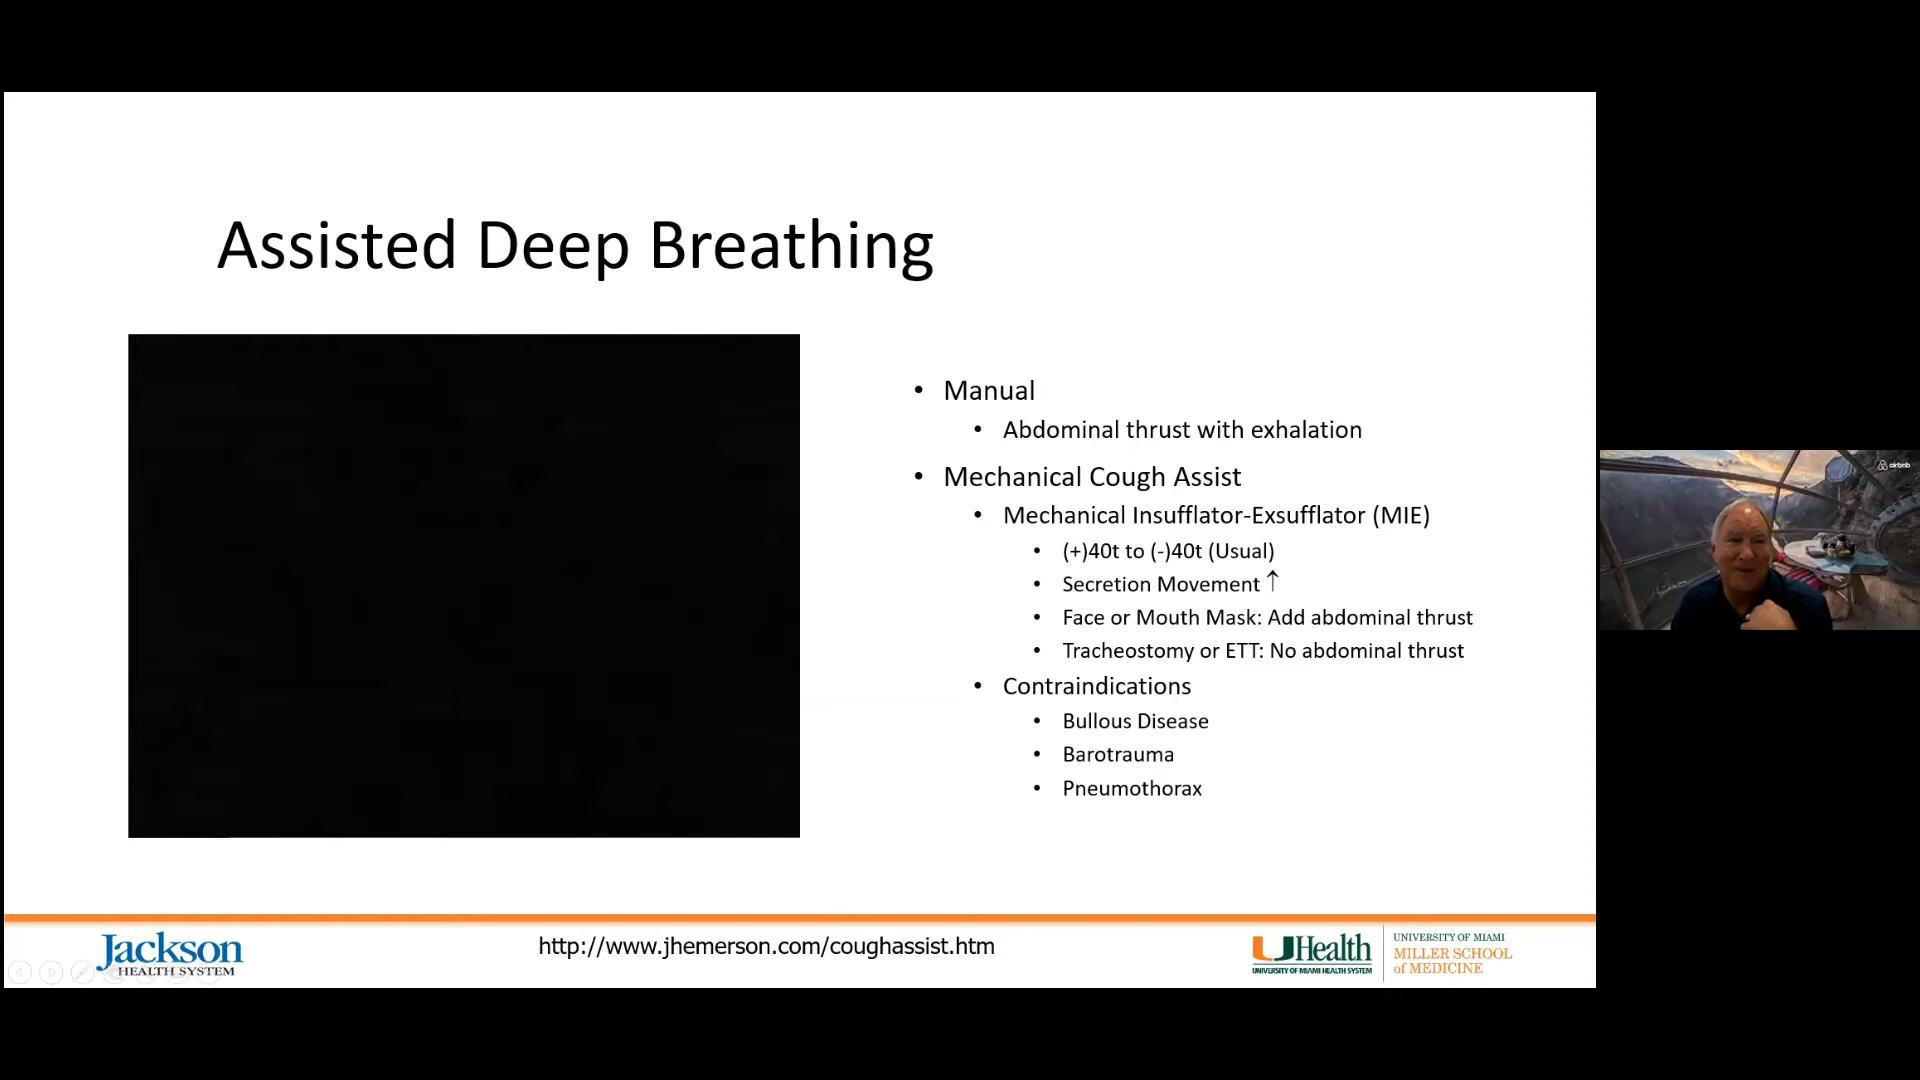 Assisted Deep Breathing
• Manual
• Abdominal thrust with exhalation
• Mechanical Cough Assist
• Mechanical Insufflator-Exsufflator (MIE)
• (+)40t to (-)40t (Usual)
• Secretion Movement ↑
• Face or Mouth Mask: Add abdominal thrust
• Tracheostomy or ETT: No abdominal thrust
• Contraindications
• Bullous Disease
• Barotrauma
• Pneumothorax
airbnb
Jackson
HEALTH SYSTEM
http://www.jhemerson.com/coughassist.htm
UHealth
UNIVERSITY OF MIAMI HEALTH SYSTEM
UNIVERSITY OF MIAMI
MILLER SCHOOL
of MEDICINE